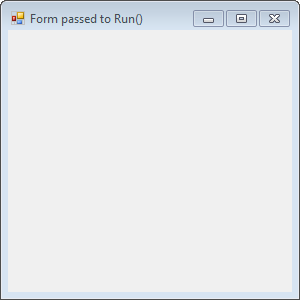 Form passed to Run()